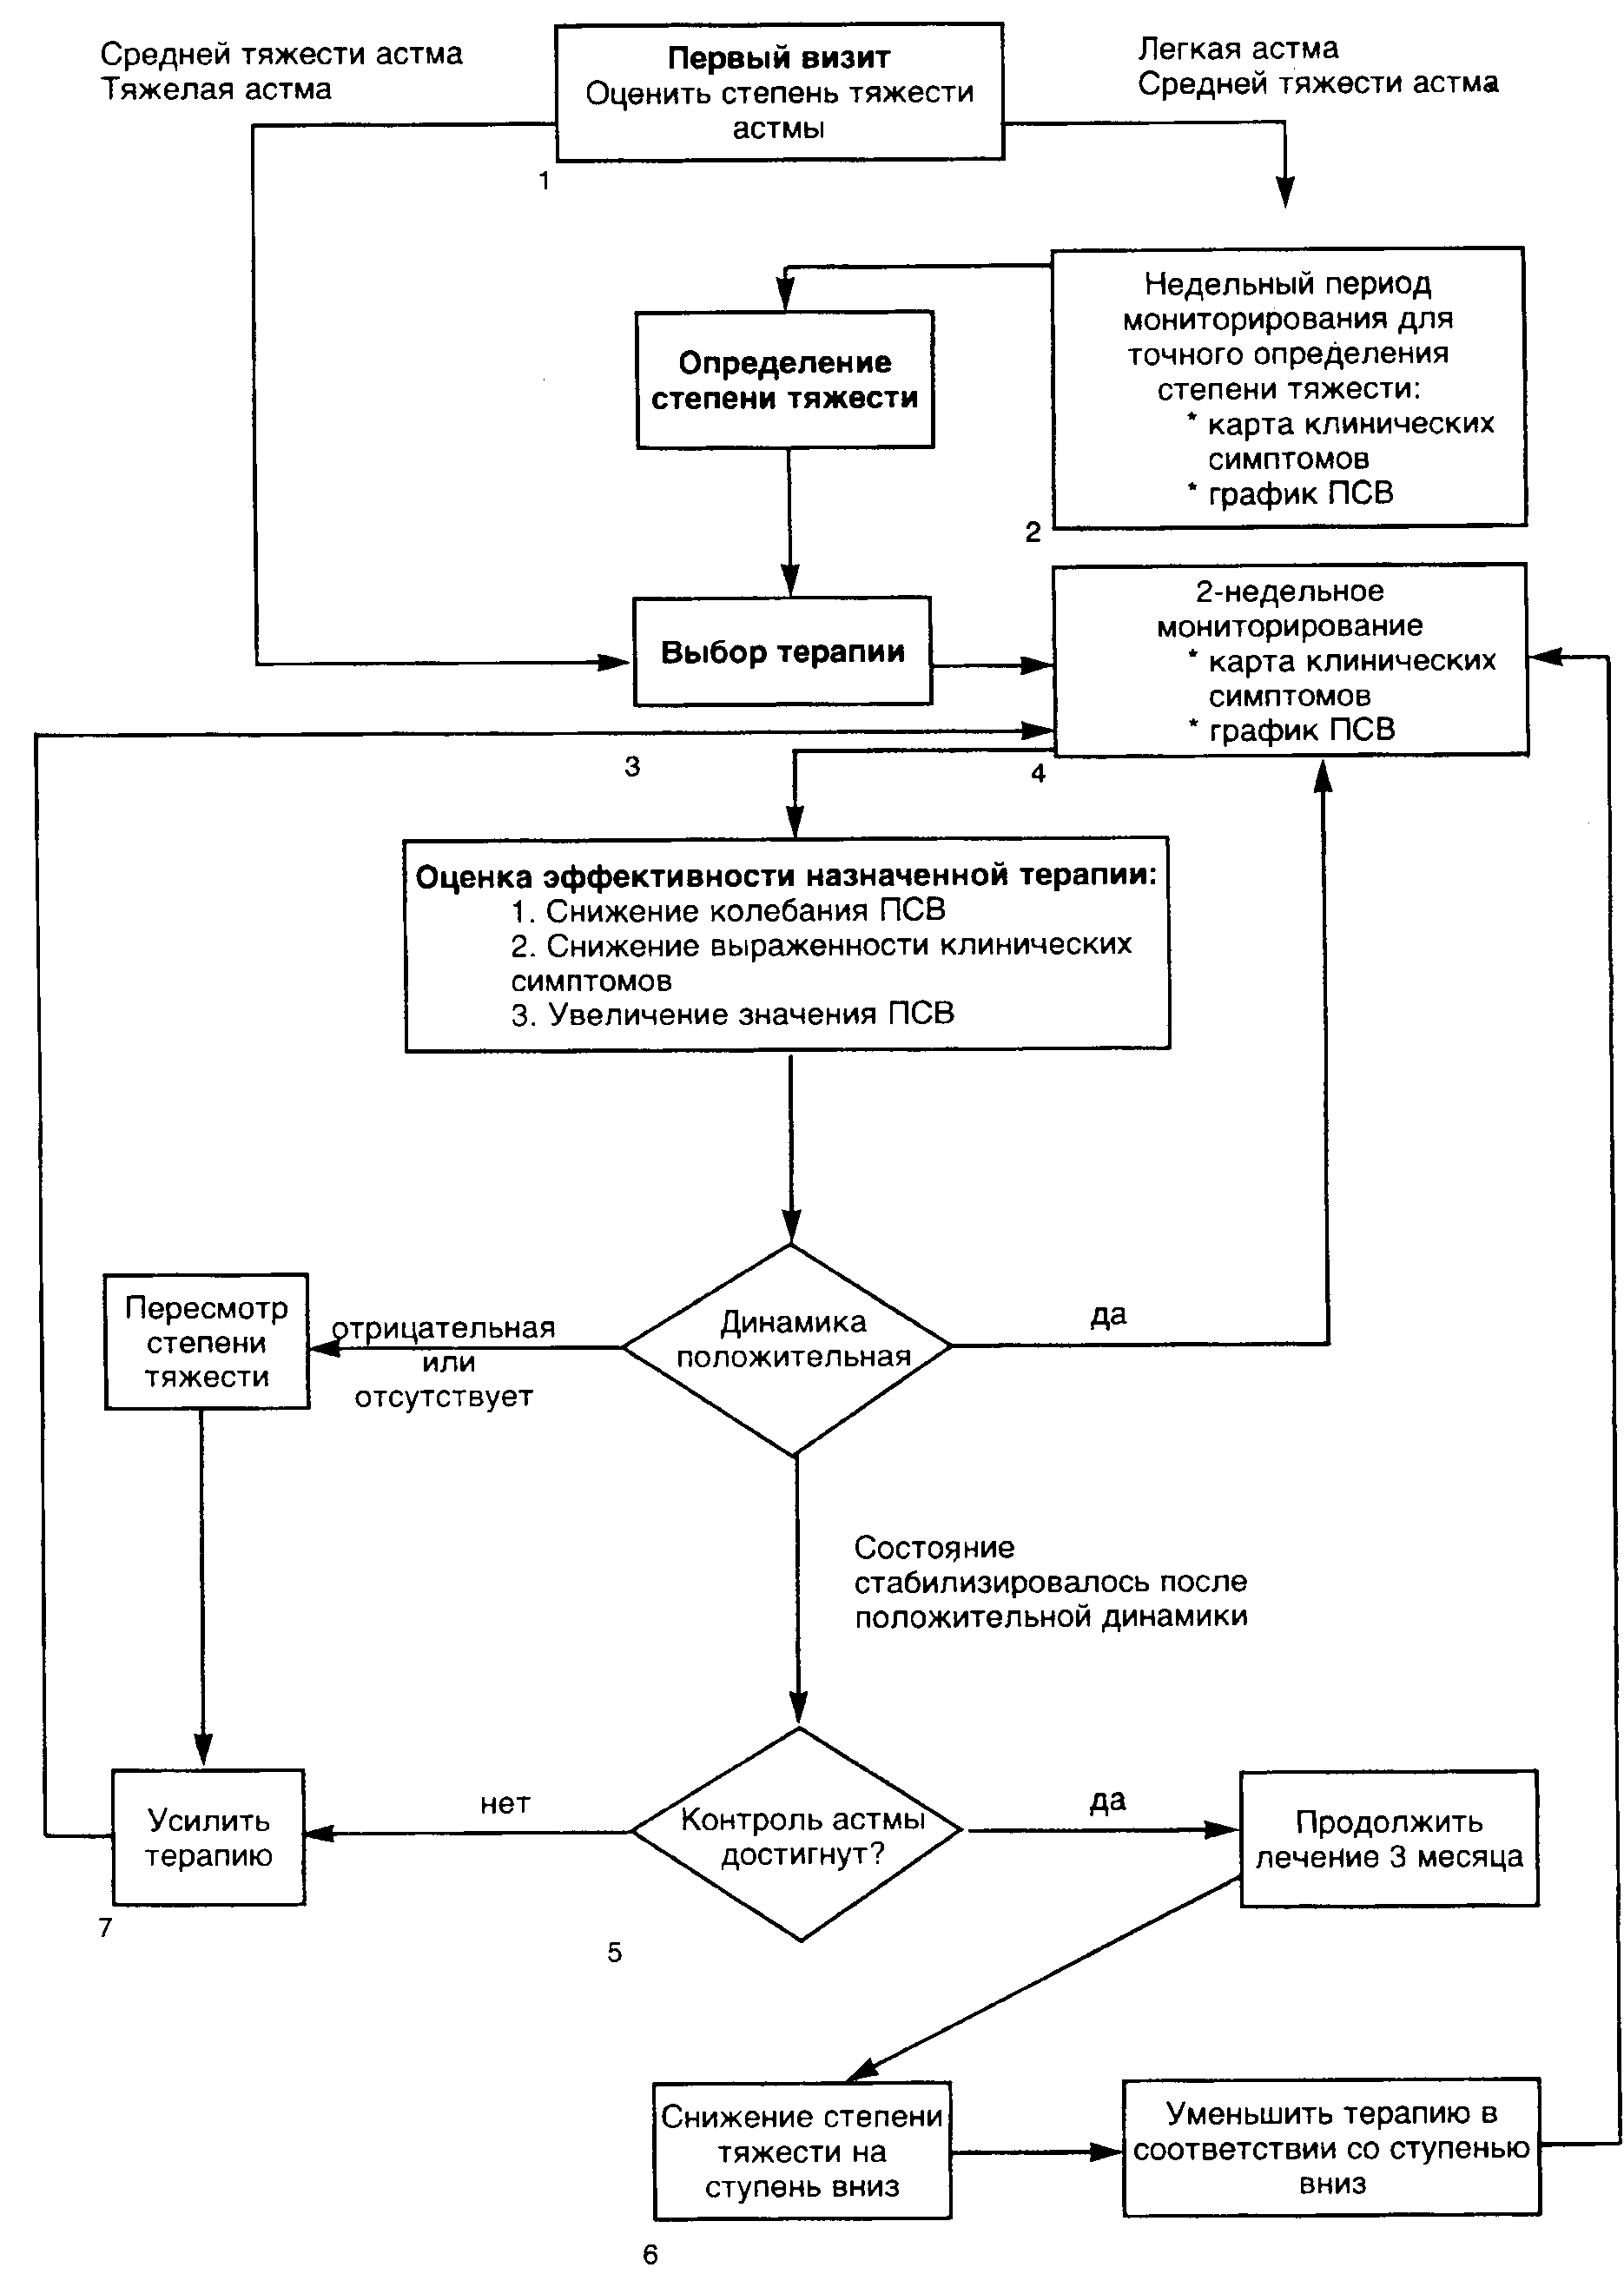 Средней тяжести астма
Тяжелая астма
Первый визит
Оценить степень тяжести
астмы
Легкая астма
Средней тяжести астма
1
Недельный период
мониторирования для
точного определения
степени тяжести:
* карта клинических
симптомов
* график ПСВ
Определение
степени тяжести
2
2-недельное
мониторирование
* карта клинических
симптомов
* график ПСВ
Выбор терапии
3
4
Оценка эффективности назначенной терапии:
1. Снижение колебания ПСВ
2. Снижение выраженности клинических
симптомов
3. Увеличение значения ПСВ
Пересмотр
степени
тяжести
отрицательная
или
отсутствует
Динамика
положительная
да
Состояние
стабилизировалось после
положительной динамики
Усилить
терапию
7
нет
Контроль астмы
достигнут?
5
да
Продолжить
лечение 3 месяца
Снижение степени
тяжести на
ступень вниз
6
Уменьшить терапию в
соответствии со ступенью
вниз